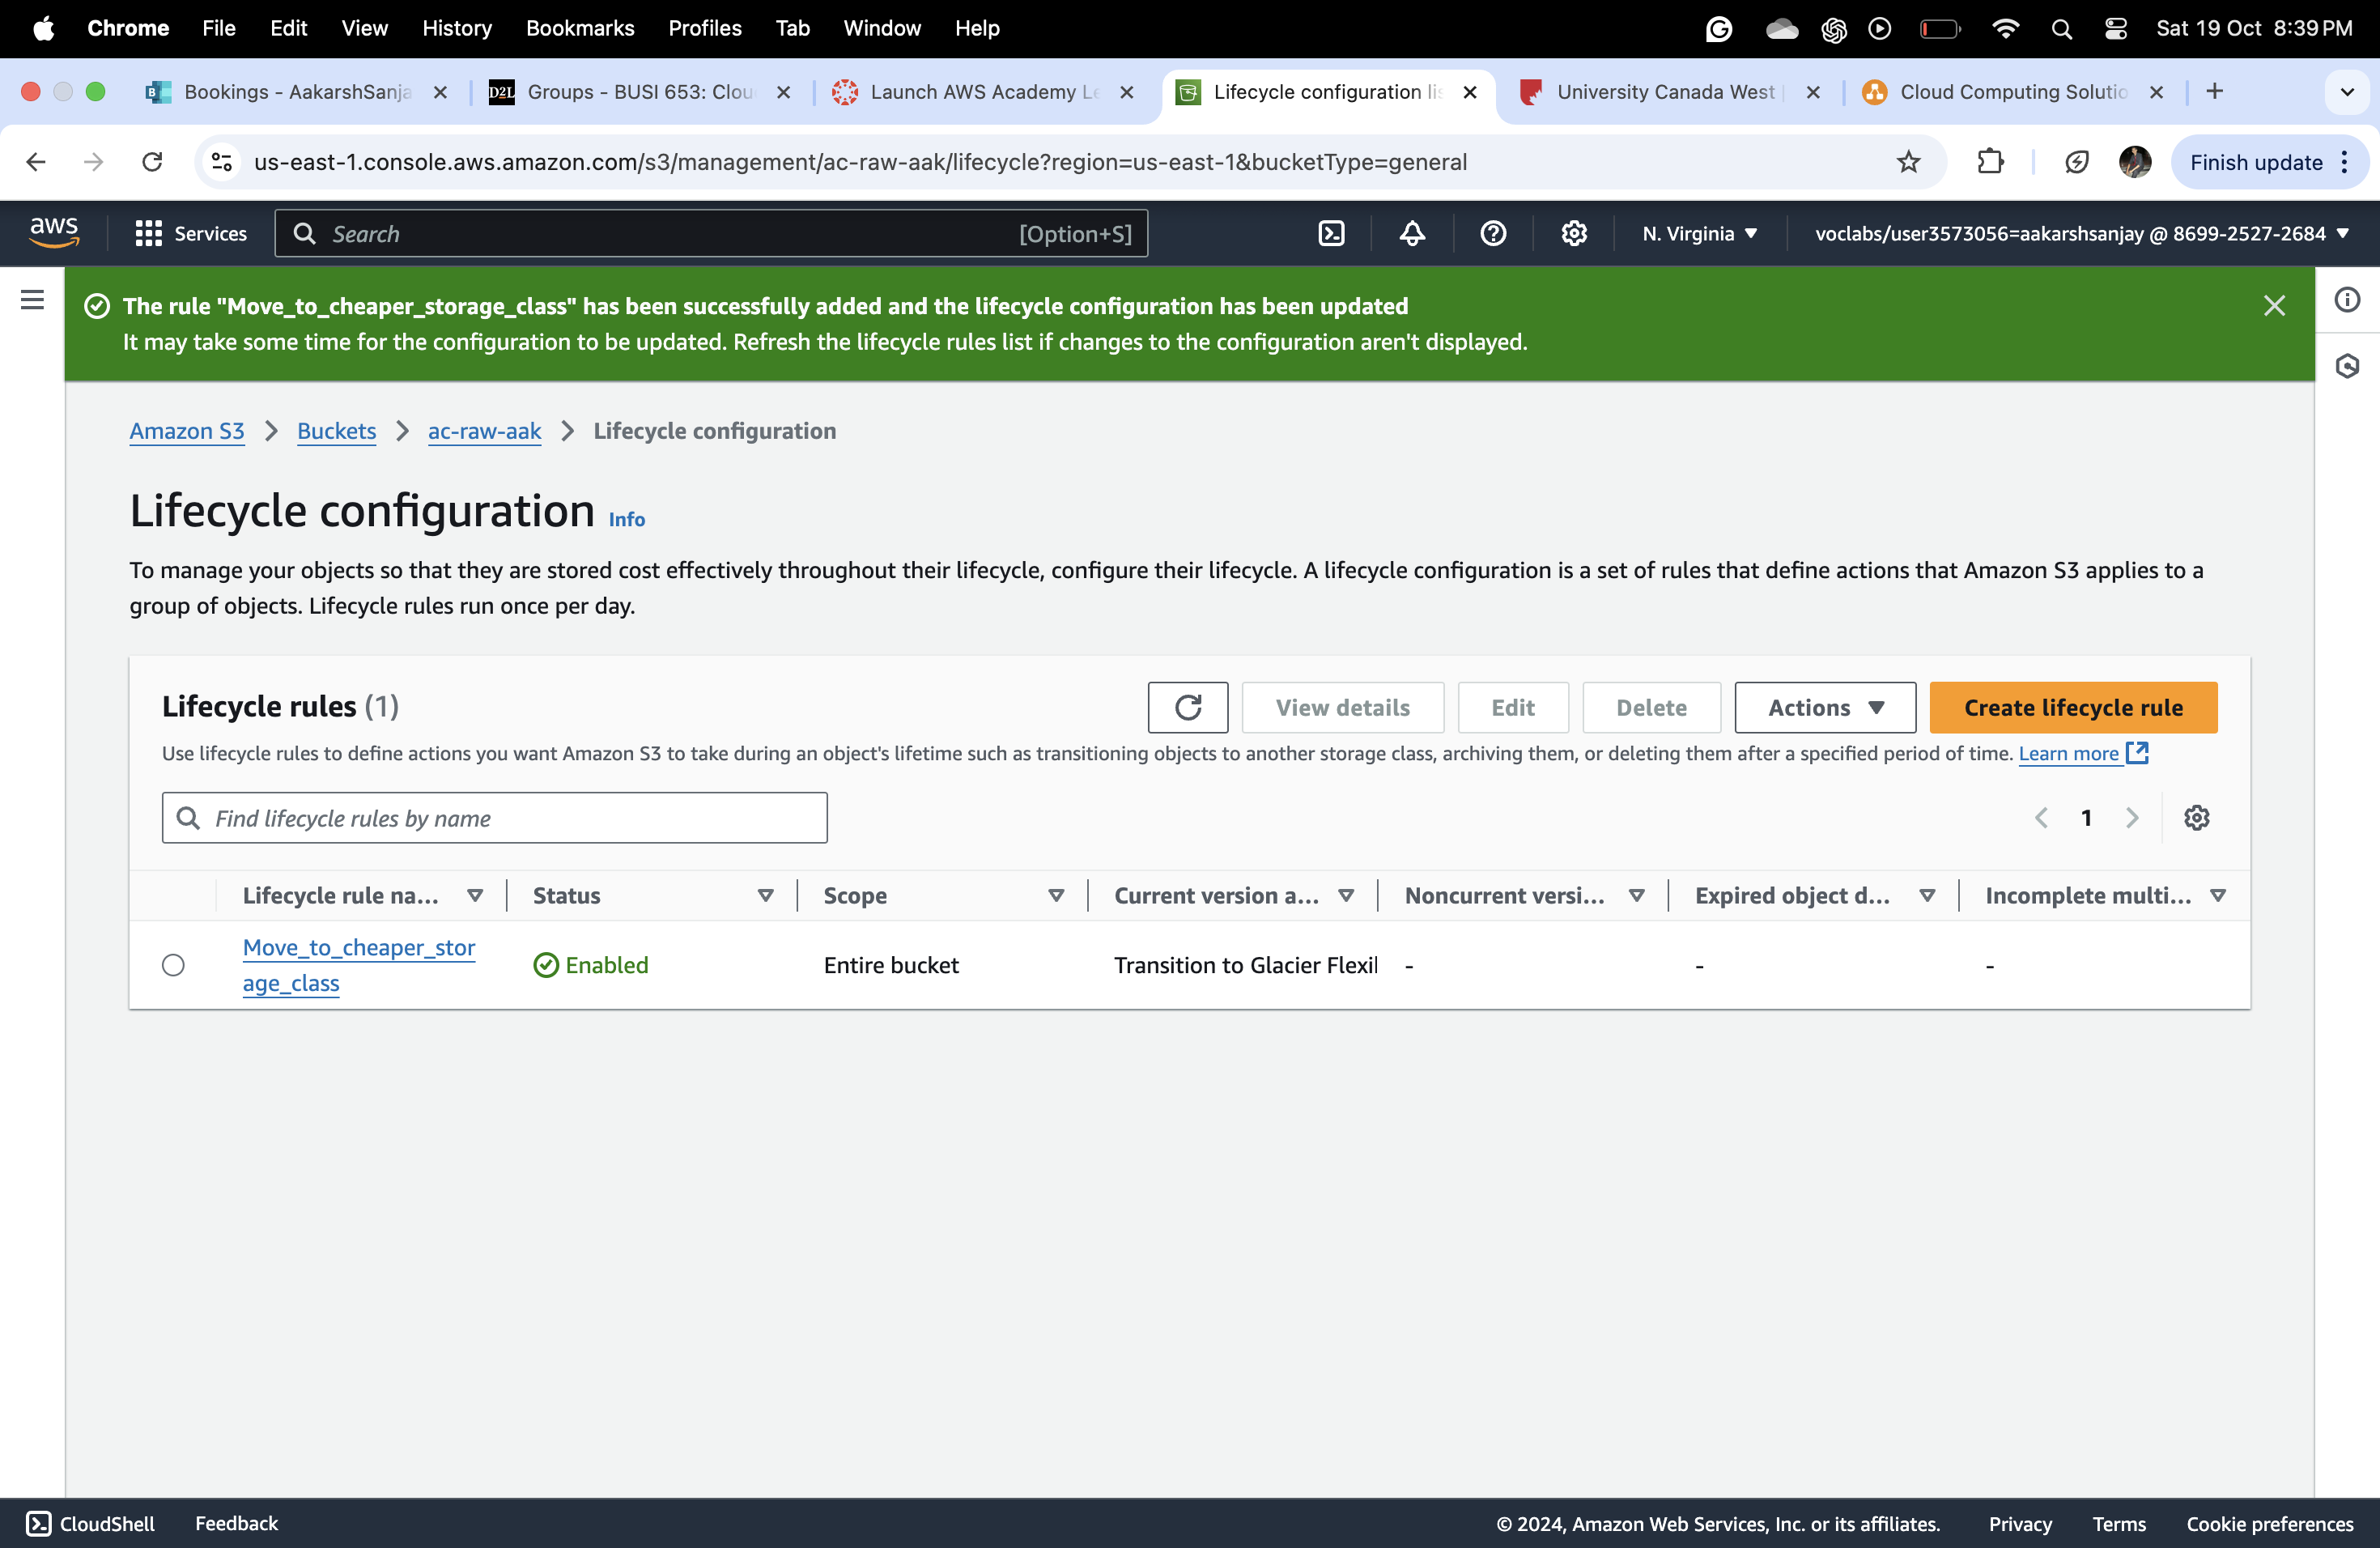 Chrome File Edit View History Bookmarks Profiles Tab Window Help Sat 19 Oct 8:39 PM
Bookings - AakarshSanja D2L Groups - BUSI 653: Clou Launch AWS Academy Le Lifecycle configuration lis University Canada West | Cloud Computing Solutio
us-east-1.console.aws.amazon.com/s3/management/ac-raw-aak/lifecycle?region=us-east-1&bucketType=general Finish update
aws Services Search [Option+S] N. Virginia voclabs/user3573056=aakarshsanjay @ 8699-2527-2684
The rule "Move_to_cheaper_storage_class" has been successfully added and the lifecycle configuration has been updated
It may take some time for the configuration to be updated. Refresh the lifecycle rules list if changes to the configuration aren't displayed.
Amazon S3 > Buckets > ac-raw-aak > Lifecycle configuration
Lifecycle configuration Info
To manage your objects so that they are stored cost effectively throughout their lifecycle, configure their lifecycle. A lifecycle configuration is a set of rules that define actions that Amazon S3 applies to a
group of objects. Lifecycle rules run once per day.
Lifecycle rules (1) View details Edit Delete Actions Create lifecycle rule
Use lifecycle rules to define actions you want Amazon S3 to take during an object's lifetime such as transitioning objects to another storage class, archiving them, or deleting them after a specified period of time. Learn more
Find lifecycle rules by name 1
Lifecycle rule na... Status Scope Current version a... Noncurrent versi... Expired object d... Incomplete multi...
Move_to_cheaper_stor
age_class Enabled Entire bucket Transition to Glacier Flexil - - -
CloudShell Feedback © 2024, Amazon Web Services, Inc. or its affiliates. Privacy Terms Cookie preferences